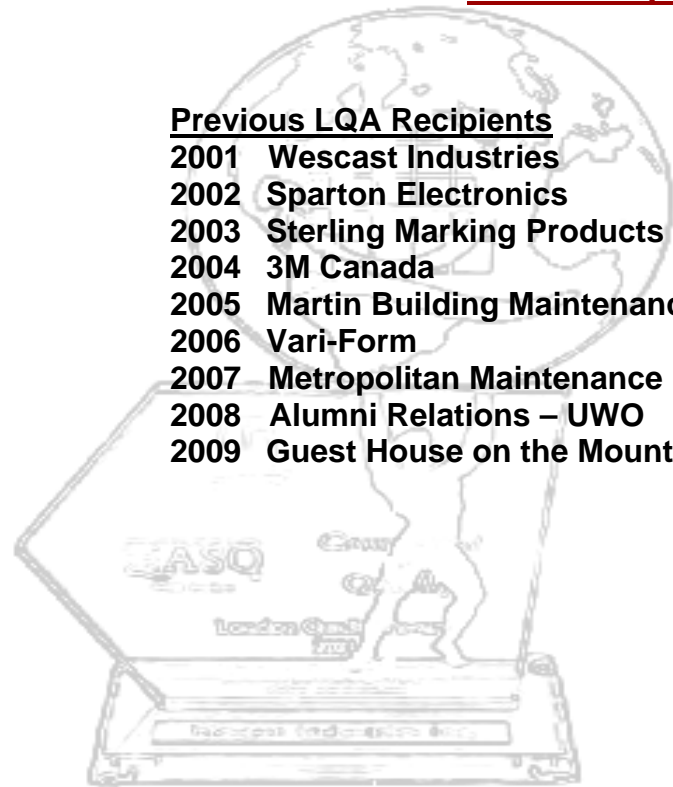 Previous LQA Recipients
2001 Wescast Industries
2002 Sparton Electronics
2003 Sterling Marking Products
2004 3M Canada
2005 Martin Building Maintenanc
2006 Vari-Form
2007 Metropolitan Maintenance
2008 Alumni Relations – UWO
2009 Guest House on the Mount
ASQ